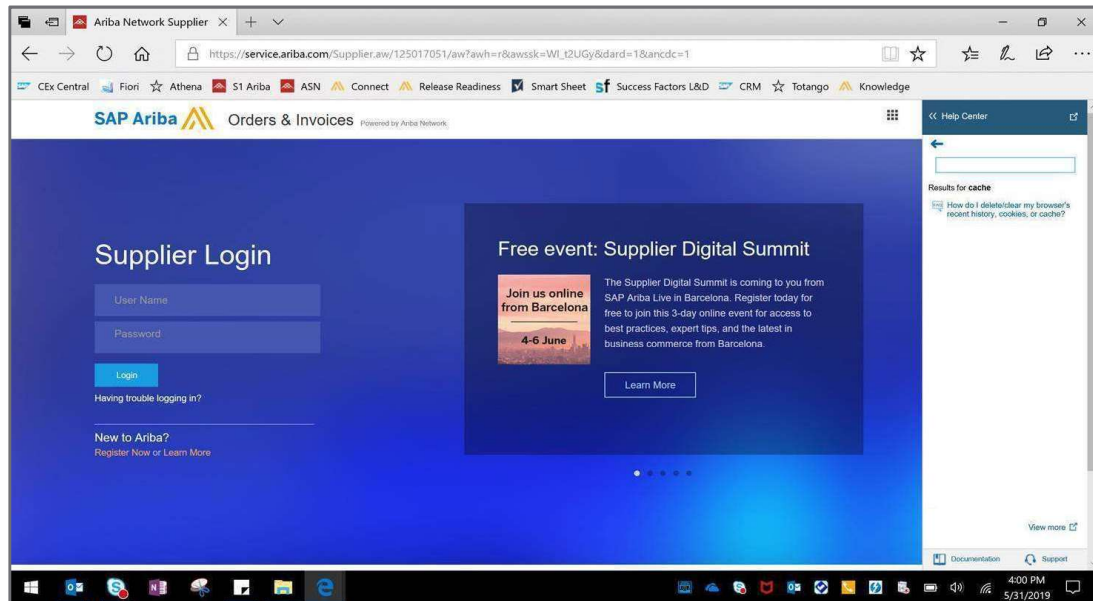 Ariba Network Supplier
https://service.ariba.com/Supplier.aw/125017051/aw?awh=r&awssk=WI_t2UGy&dard=1&ancdc=1
CEx Central Fiori Athena S1 Ariba ASN Connect Release Readiness Smart Sheet Sf Success Factors L&D CRM Totango Knowledge
SAP Ariba Orders & Invoices Powered by Ariba Network
Supplier Login
User Name
Password
Login
Having trouble logging in?
New to Ariba?
Register Now or Learn More
Free event: Supplier Digital Summit
Join us online
from Barcelona
4-6 June
The Supplier Digital Summit is coming to you from
SAP Ariba Live in Barcelona. Register today for
free to join this 3-day online event for access to
best practices, expert tips, and the latest in
business commerce from Barcelona.
Learn More
Help Center
Results for cache
How do I delete/clear my browser's
recent history, cookies, or cache?
View more
Documentation Support
4:00 PM
5/31/2019